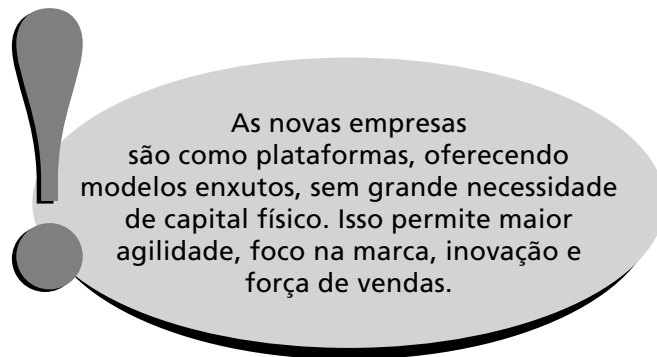 As novas empresas
são como plataformas, oferecendo
modelos enxutos, sem grande necessidade
de capital físico. Isso permite maior
agilidade, foco na marca, inovação e
força de vendas.